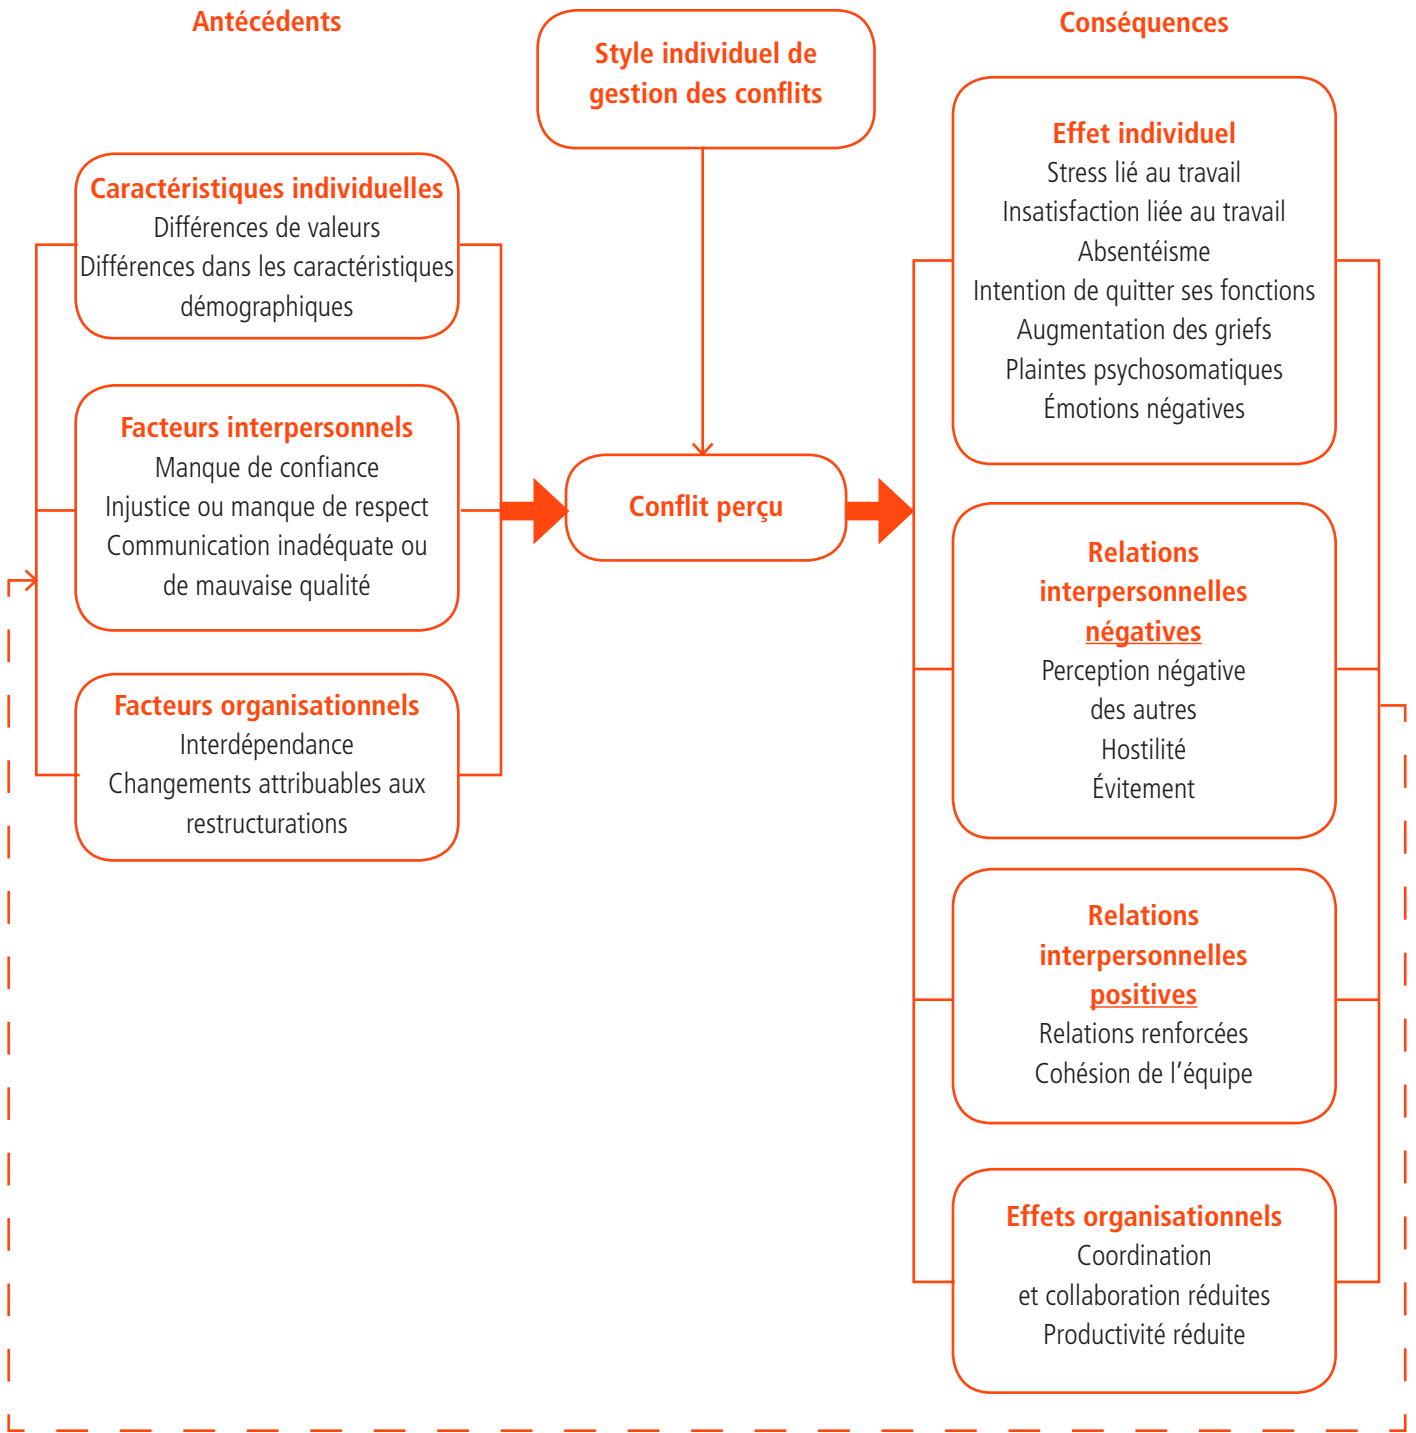 Antécédents
Style individuel de
gestion des conflits
Conséquences
Caractéristiques individuelles
Différences de valeurs
Différences dans les caractéristiques
démographiques
Facteurs interpersonnels
Manque de confiance
Injustice ou manque de respect
Communication inadéquate ou
de mauvaise qualité
Facteurs organisationnels
Interdépendance
Changements attribuables aux
restructurations
Conflit perçu
Effet individuel
Stress lié au travail
Insatisfaction liée au travail
Absentéisme
Intention de quitter ses fonctions
Augmentation des griefs
Plaintes psychosomatiques
Émotions négatives
Relations
interpersonnelles
négatives
Perception négative
des autres
Hostilité
Évitement
Relations
interpersonnelles
positives
Relations renforcées
Cohésion de l’équipe
Effets organisationnels
Coordination
et collaboration réduites
Productivité réduite